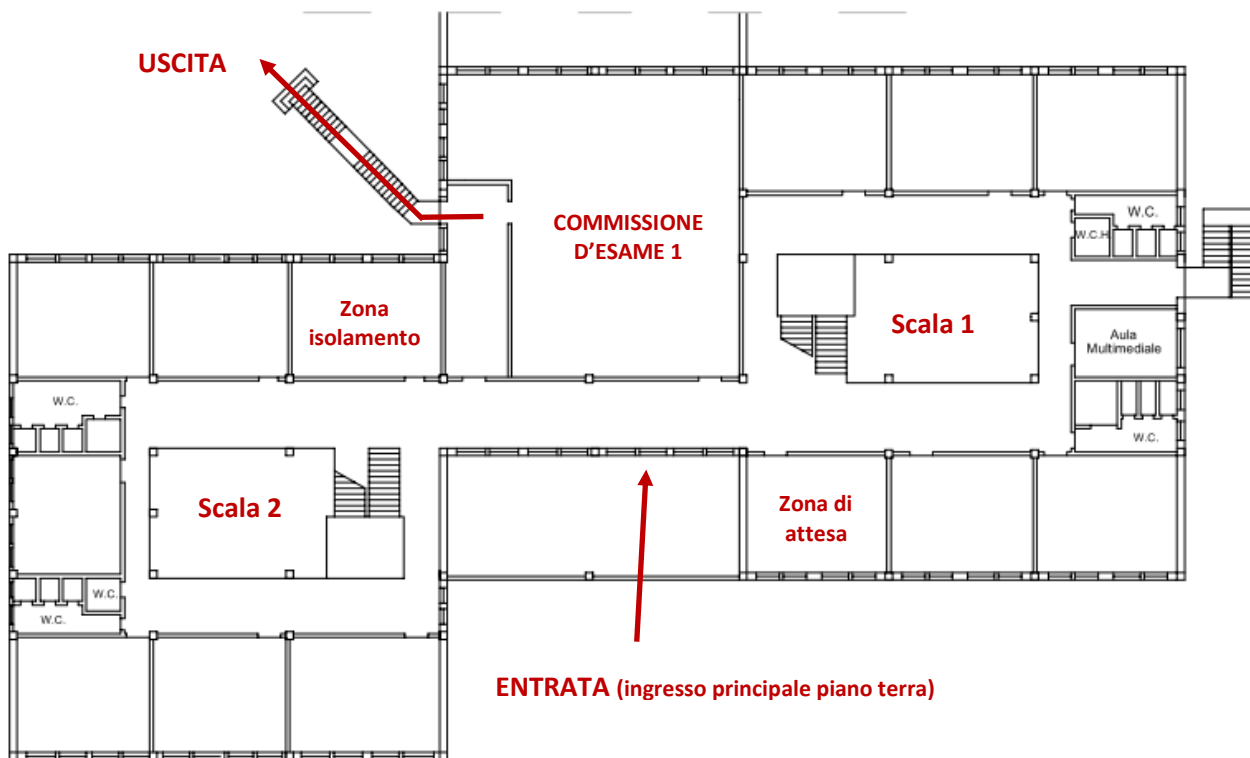 USCITA
COMMISSIONE
D'ESAME 1
W.C.
W.C.H
Zona
isolamento
Scala 1
Aula
Multimediale
W.C.
W.C.
Scala 2
Zona di
attesa
W.C.
W.C.
ENTRATA (ingresso principale piano terra)